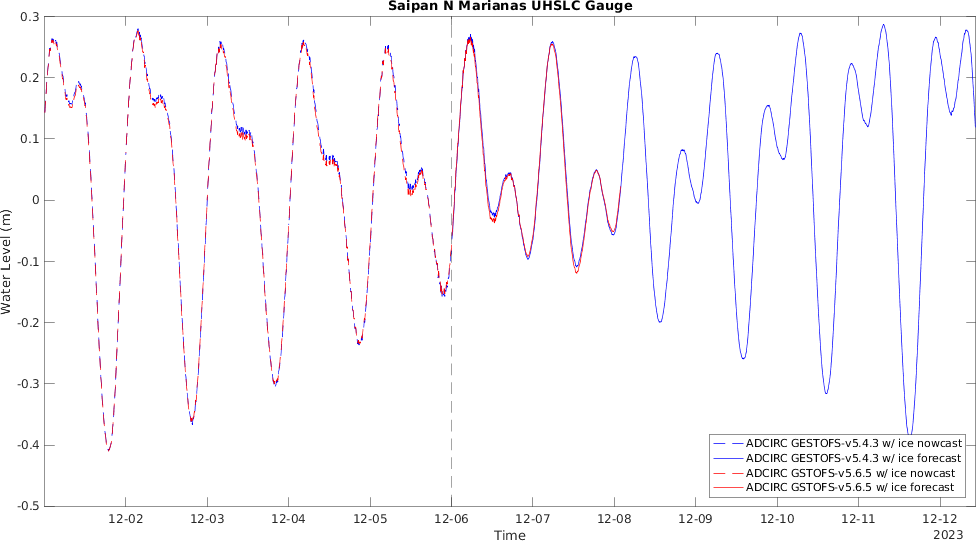 Saipan N Marianas UHSLC Gauge
0.3
0.2
0.1
0
-0.1
-0.2
-0.3
-0.4
-0.5
Water Level (m)
ADCIRC GESTOFS-v5.4.3 w/ ice nowcast
ADCIRC GESTOFS-v5.4.3 w/ ice forecast
ADCIRC GSTOFS-v5.6.5 w/ ice nowcast
ADCIRC GSTOFS-v5.6.5 w/ ice forecast
12-02 12-03 12-04 12-05 12-06 12-07 12-08 12-09 12-10 12-11 12-12
Time
2023